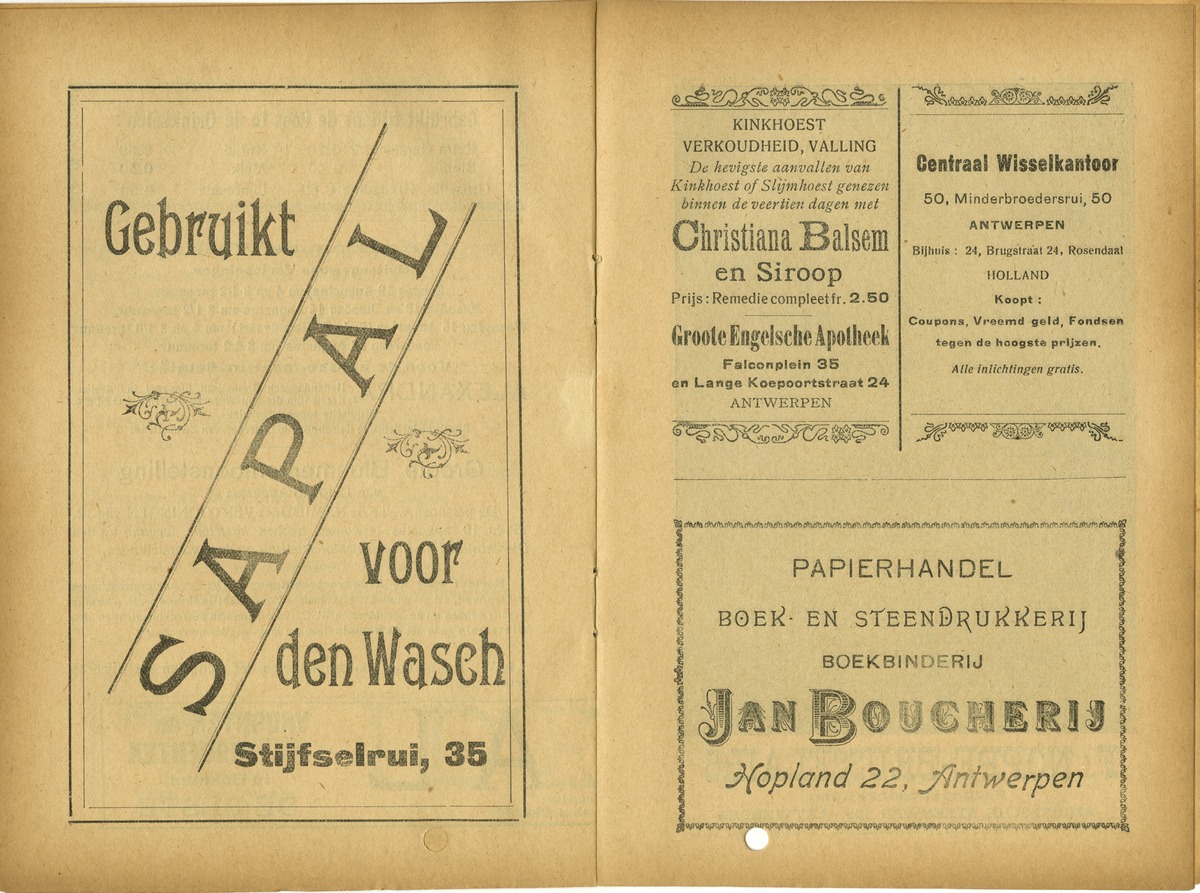 Gebruikt
SAPAL
voor
den Wasch
Stijfselrui, 35
KINKHOEST
VERKOUDHEID, VALLING
De hevigste aanvallen van
Kinkhoest of Slijmhoest genezen
binnen de veertien dagen met
Christiana Balsem
en Siroop
Prijs : Remedie compleet fr. 2.50
Groote Engelsche Apotheek
Falconplein 35
en Lange Koepoortstraat 24
ANTWERPEN
Centraal Wisselkantoor
50, Minderbroedersrui, 50
ANTWERPEN
Bijhuis : 24, Brugstraat 24, Rosendaal
HOLLAND
Koopt :
Coupons, Vreemd geld, Fondsen
tegen de hoogste prijzen.
Alle inlichtingen gratis.
PAPIERHANDEL
BOEK- EN STEENDRUKKERIJ
BOEKBINDERIJ
JAN BOUCHERIJ
Hopland 22, Antwerpen